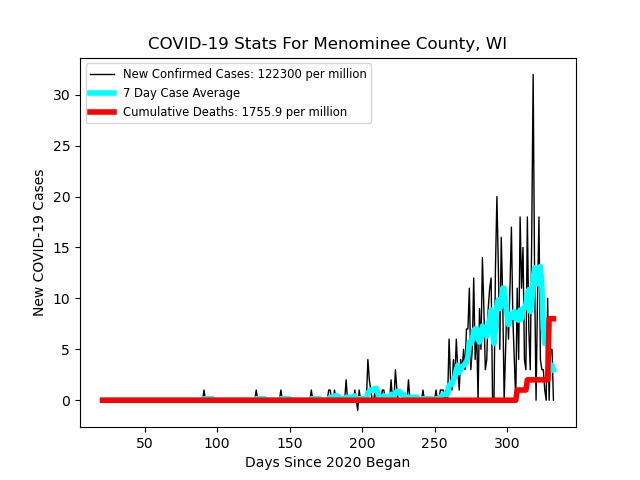 COVID-19 Stats For Menominee County, WI
New Confirmed Cases: 122300 per million
7 Day Case Average
Cumulative Deaths: 1755.9 per million
New COVID-19 Cases
30
25
20
15
10
5
0
50
100
150
200
250
300
Days Since 2020 Began